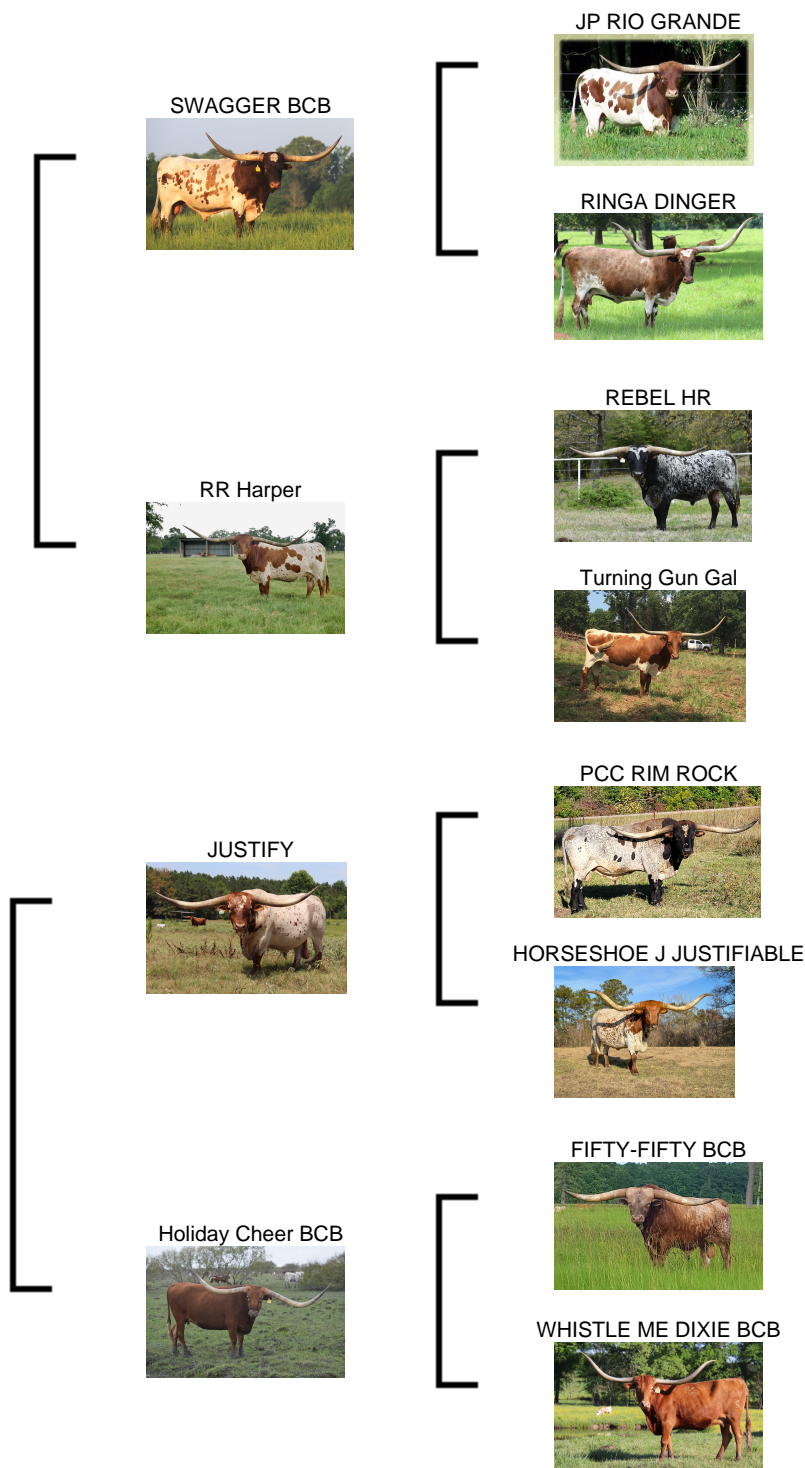 JP RIO GRANDE
SWAGGER BCB
RINGA DINGER
REBEL HR
RR Harper
Turning Gun Gal
PCC RIM ROCK
JUSTIFY
HORSESHOE J JUSTIFIABLE
FIFTY-FIFTY BCB
Holiday Cheer BCB
WHISTLE ME DIXIE BCB